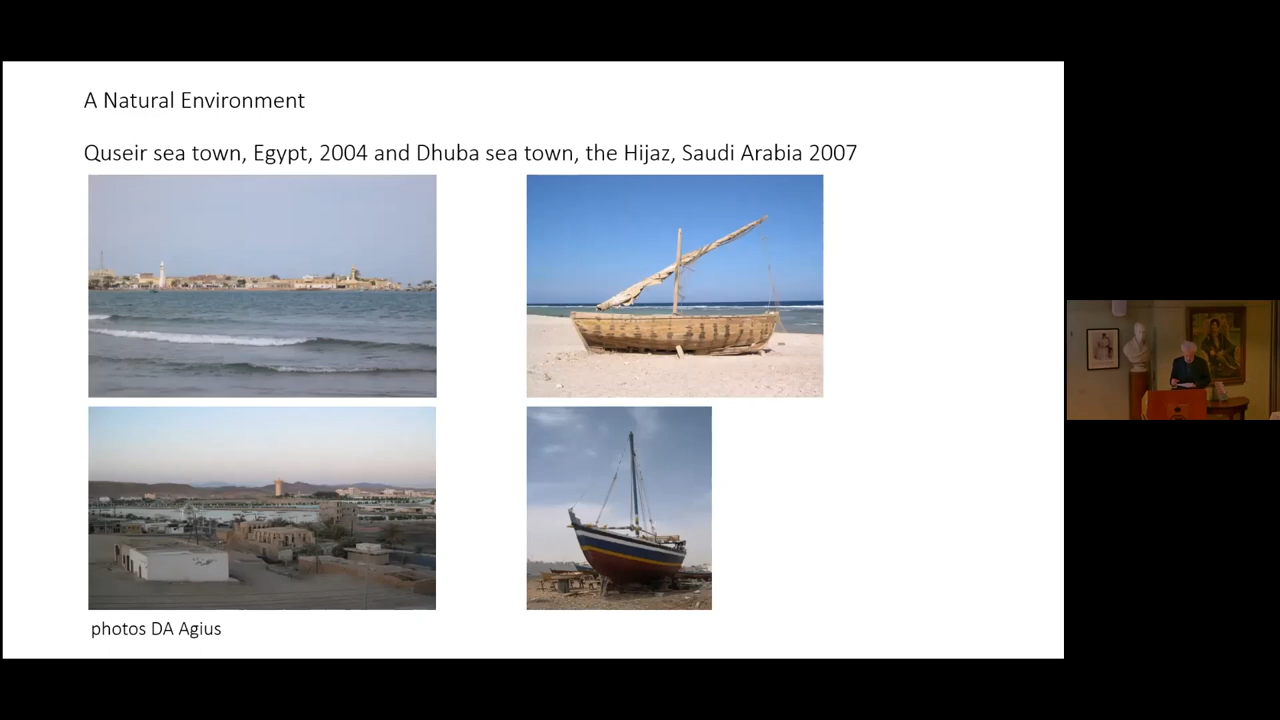 A Natural Environment
Quseir sea town, Egypt, 2004 and Dhuba sea town, the Hijaz, Saudi Arabia 2007
photos DA Agius